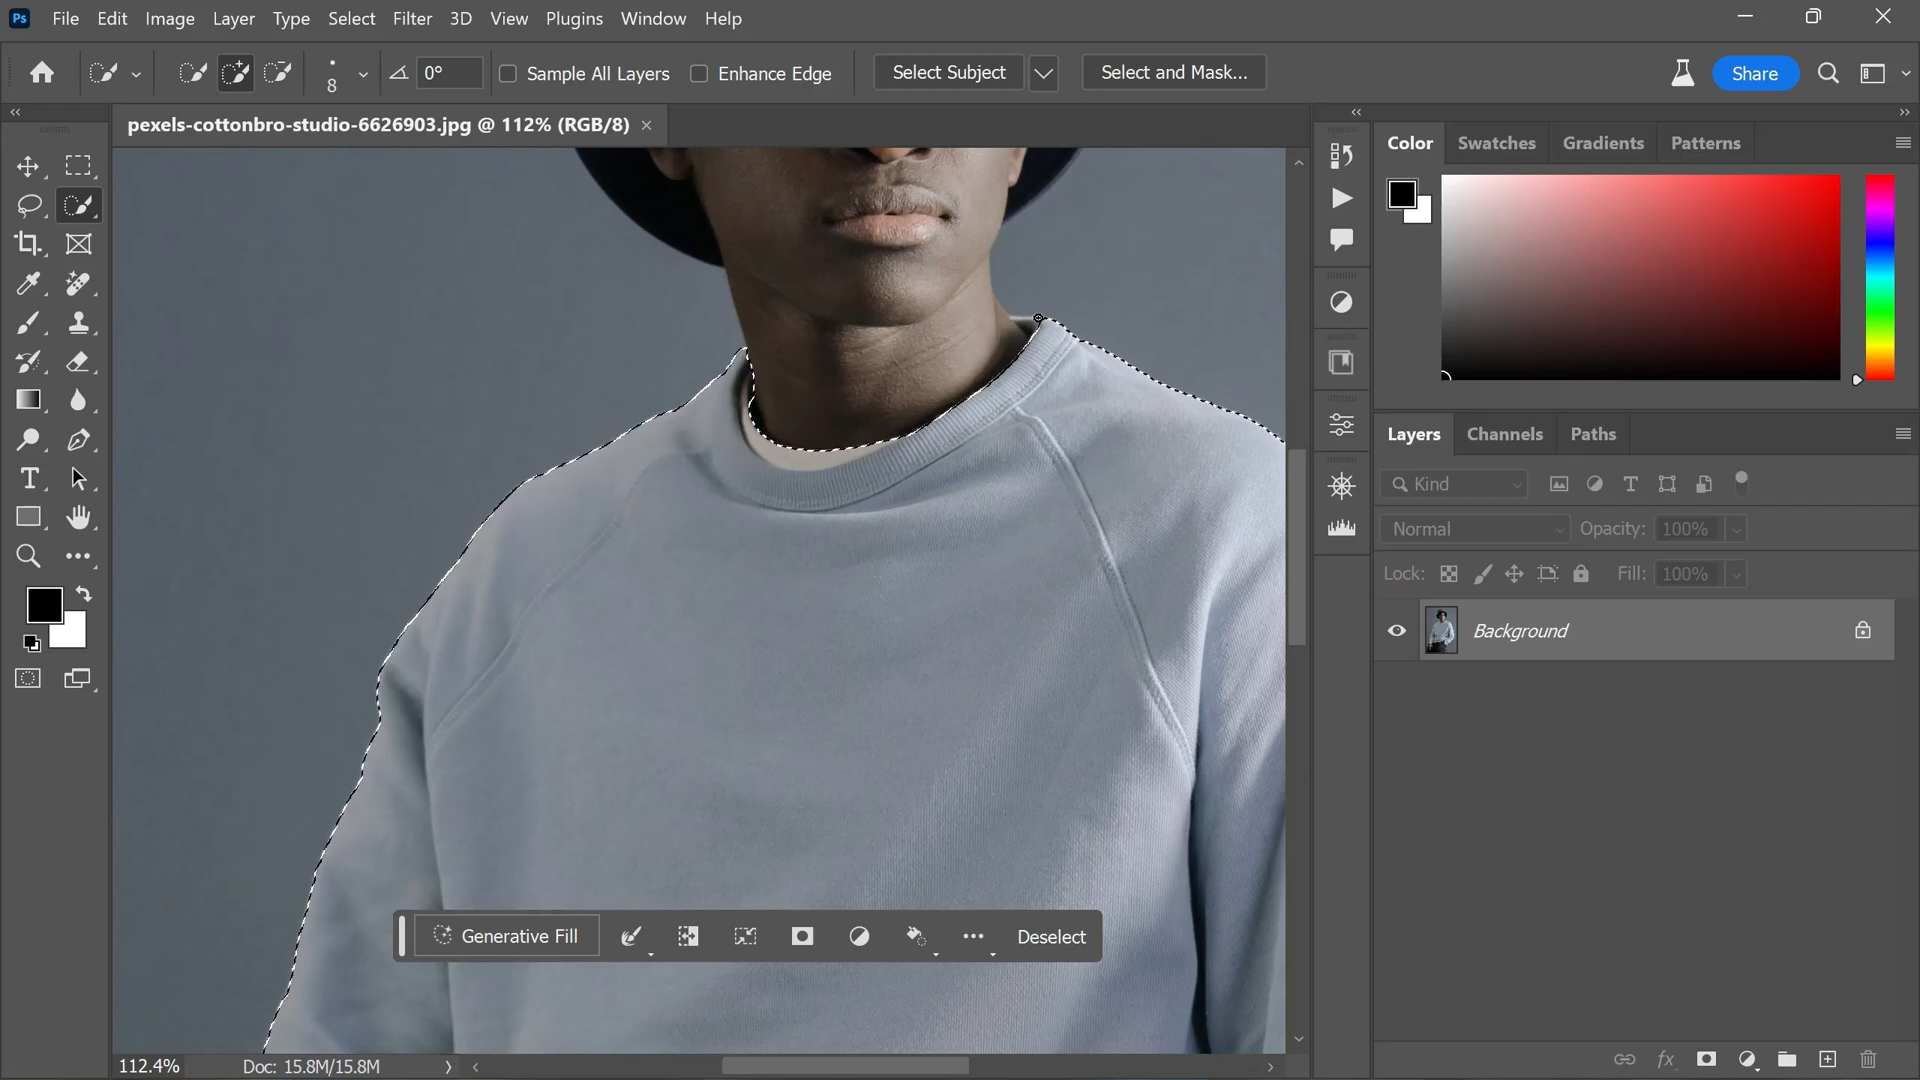 Ps File Edit Image Layer Type Select Filter 3D View Plugins Window Help
8 0° Sample All Layers Enhance Edge Select Subject Select and Mask... Share
pexels-cottonbro-studio-6626903.jpg @ 112% (RGB/8)
Color Swatches Gradients Patterns
Layers Channels Paths
Kind
Normal Opacity: 100%
Lock: Fill: 100%
Background
Generative Fill Deselect
112.4% Doc: 15.8M/15.8M